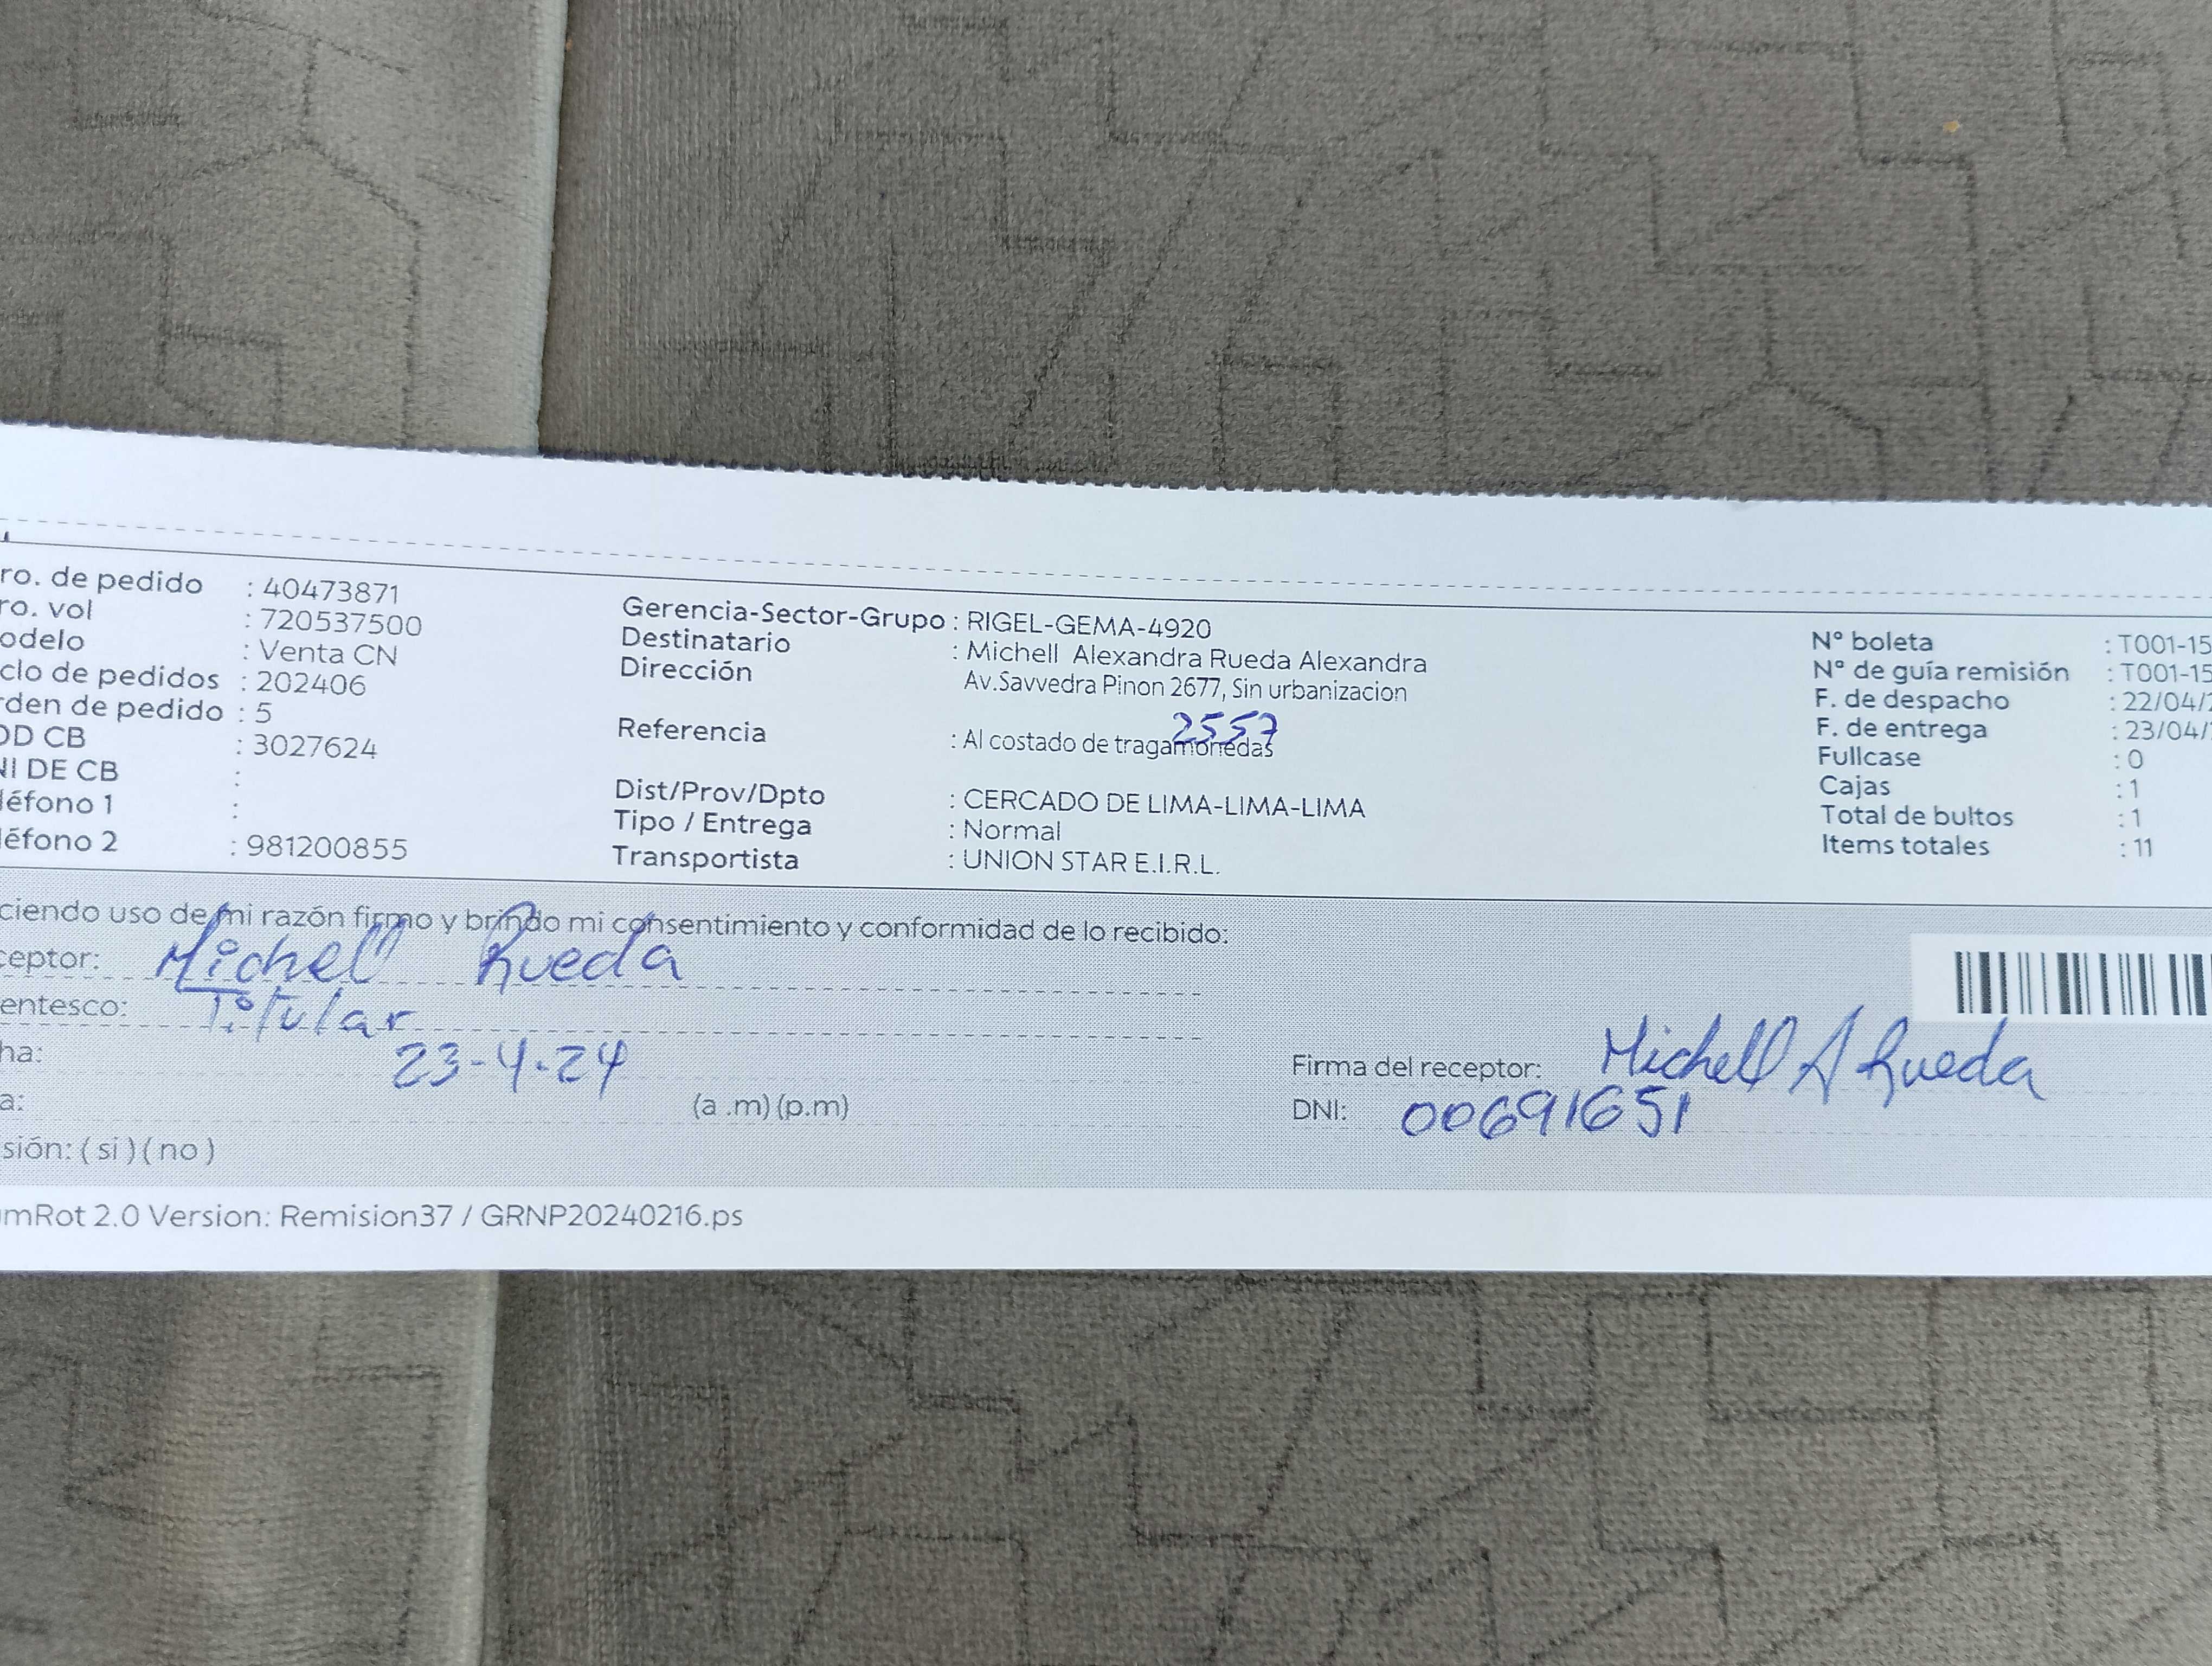 ro. de pedido : 40473871
ro. vol : 720537500
odelo : Venta CN
clo de pedidos : 202406
rden de pedido : 5
OD CB : 3027624
NI DE CB :
léfono 1 :
léfono 2 : 981200855
Gerencia-Sector-Grupo : RIGEL-GEMA-4920
Destinatario : Michell Alexandra Rueda Alexandra
Dirección Av.Savvedra Pinon 2677, Sin urbanizacion
2557
Referencia : Al costado de tragamonedas
Dist/Prov/Dpto : CERCADO DE LIMA-LIMA-LIMA
Tipo / Entrega : Normal
Transportista : UNION STAR E.I.R.L.
N° boleta : T001-15
N° de guía remisión : T001-15
F. de despacho : 22/04/2
F. de entrega : 23/04/
Fullcase : 0
Cajas : 1
Total de bultos : 1
Items totales : 11
ciendo uso de mi razón firmo y brindo mi consentimiento y conformidad de lo recibido:
ceptor: Michell Rueda
entesco: Titular
ha: 23-4-24
a: (a .m) (p.m)
sión: ( si ) ( no )
Firma del receptor: Michell A Rueda
DNI: 00691651
umRot 2.0 Version: Remision37 / GRNP20240216.ps